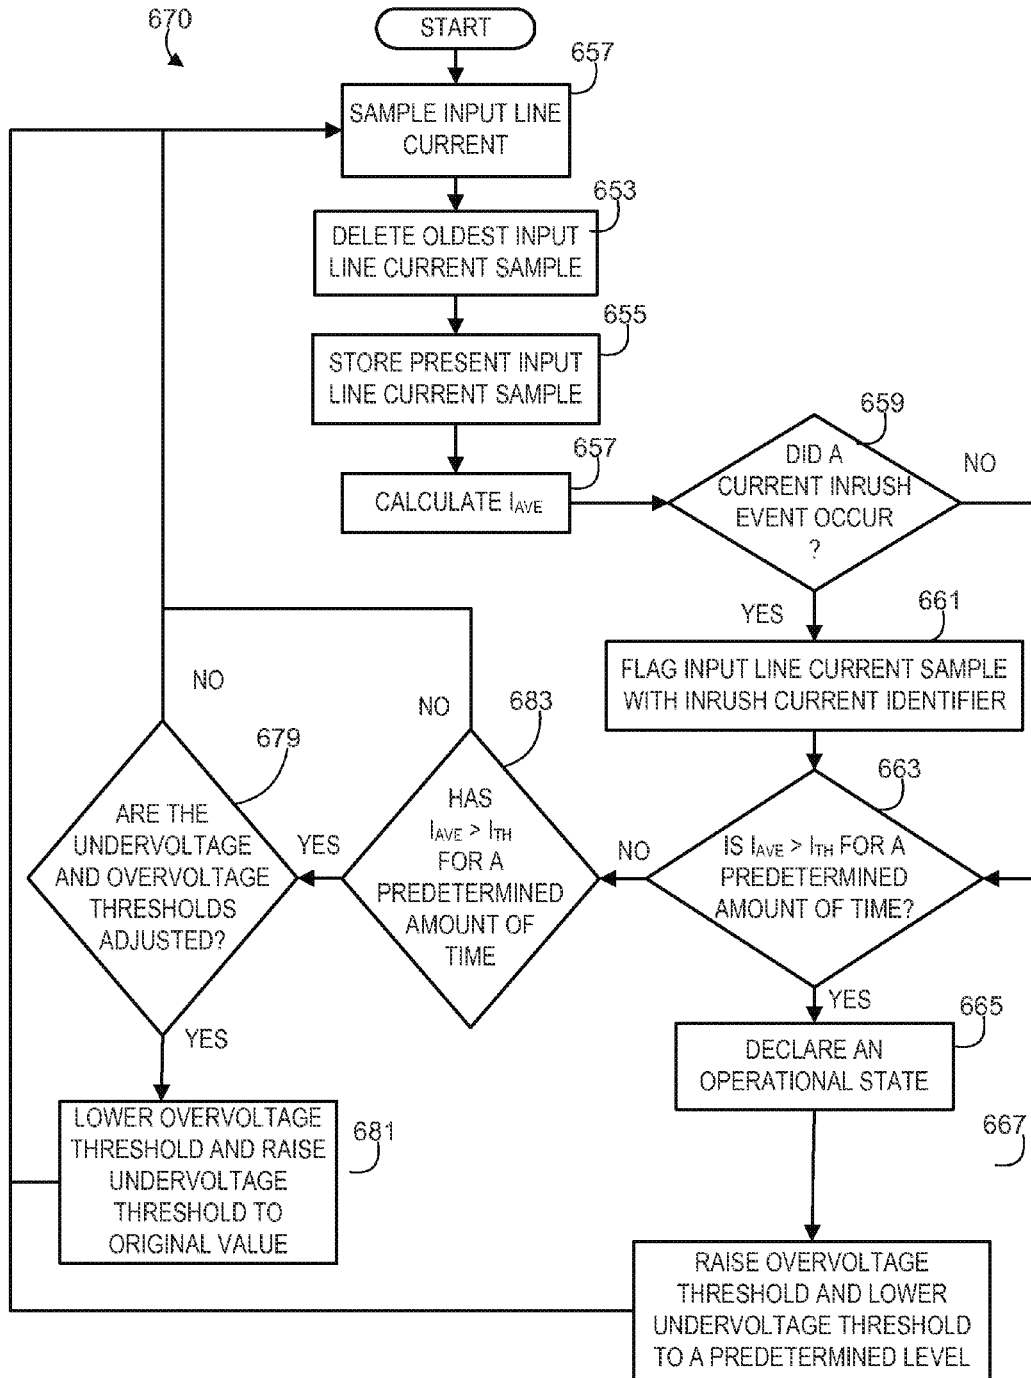 670
START
657
SAMPLE INPUT LINE
CURRENT
653
DELETE OLDEST INPUT
LINE CURRENT SAMPLE
655
STORE PRESENT INPUT
LINE CURRENT SAMPLE
657
CALCULATE IAVE
659
DID A
CURRENT INRUSH
EVENT OCCUR
?
NO
YES
661
FLAG INPUT LINE CURRENT SAMPLE
WITH INRUSH CURRENT IDENTIFIER
663
IS IAVE > ITH FOR A
PREDETERMINED
AMOUNT OF TIME?
NO
YES
683
HAS
IAVE > ITH
FOR A
PREDETERMINED
AMOUNT OF
TIME
NO
YES
679
ARE THE
UNDERVOLTAGE
AND OVERVOLTAGE
THRESHOLDS
ADJUSTED?
NO
YES
665
DECLARE AN
OPERATIONAL STATE
681
LOWER OVERVOLTAGE
THRESHOLD AND RAISE
UNDERVOLTAGE
THRESHOLD TO
ORIGINAL VALUE
667
RAISE OVERVOLTAGE
THRESHOLD AND LOWER
UNDERVOLTAGE THRESHOLD
TO A PREDETERMINED LEVEL